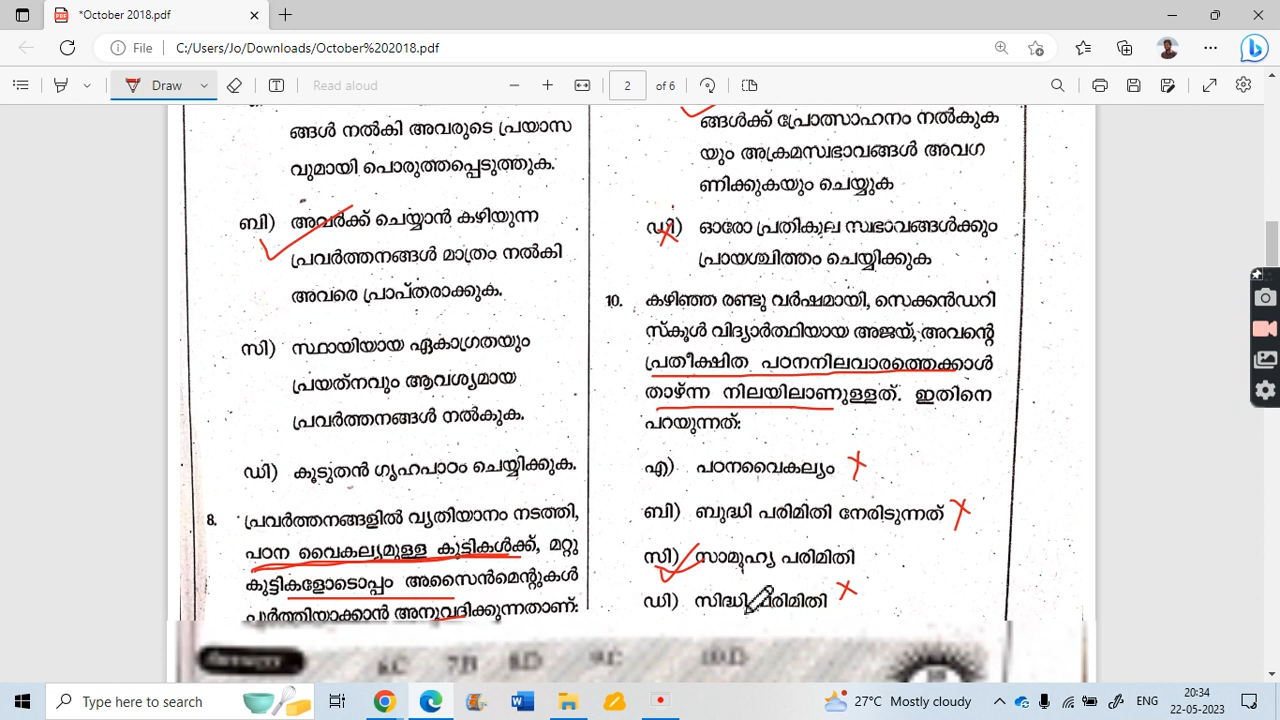 *October 2018.pdf
File
C:/Users/Jo/Downloads/October%202018.pdf
Draw
Read aloud
2
of 6
ങ്ങൾ നൽകി അവരുടെ പ്രയാസ
വുമായി പൊരുത്തപ്പെടുത്തുക.
ബി) അവർക്ക് ചെയ്യാൻ കഴിയുന്ന
പ്രവർത്തനങ്ങൾ മാത്രം നൽകി
അവരെ പ്രാപ്തരാക്കുക.
സി) സ്ഥായിയായ ഏകാഗ്രതയും
പ്രയത്നവും ആവശ്യമായ
പ്രവർത്തനങ്ങൾ നൽകുക.
ഡി) കൂടുതൻ ഗൃഹപാഠം ചെയ്യിക്കുക.
8. പ്രവർത്തനങ്ങളിൽ വ്യതിയാനം നടത്തി,
പഠന വൈകല്യമുള്ള കുട്ടികൾക്ക്, മറ്റു
കുട്ടികളോടൊപ്പം അസൈൻമെന്റുകൾ
പൂർത്തിയാക്കാൻ അനുവദിക്കുന്നതാണ്:
ങ്ങൾക്ക് പ്രോത്സാഹനം നൽകുക
യും അക്രമസ്വഭാവങ്ങൾ അവഗ
ണിക്കുകയും ചെയ്യുക
ഡി) ഓരോ പ്രതികൂല സ്വഭാവങ്ങൾക്കും
പ്രായശ്ചിത്തം ചെയ്യിക്കുക
10. കഴിഞ്ഞ രണ്ടു വർഷമായി, സെക്കൻഡറി
സ്കൂൾ വിദ്യാർത്ഥിയായ അജയ്, അവന്റെ
പ്രതീക്ഷിത പഠനനിലവാരത്തെക്കാൾ
താഴ്ന്ന നിലയിലാണുള്ളത്. ഇതിനെ
പറയുന്നത്:
എ) പഠനവൈകല്യം
ബി) ബുദ്ധി പരിമിതി നേരിടുന്നത്
സി) സാമൂഹ്യ പരിമിതി
ഡി) സിദ്ധി പരിമിതി
Type here to search
27°C Mostly cloudy
ENG
20:34
22-05-2023